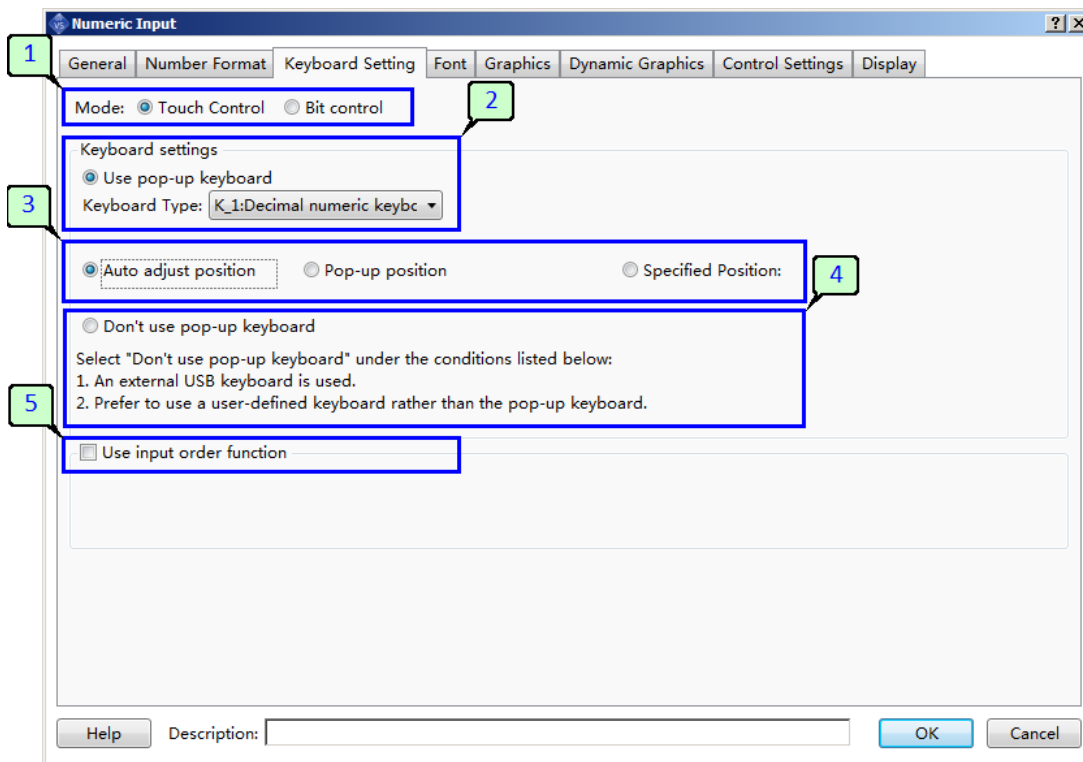 Numeric Input
1
General Number Format Keyboard Setting Font Graphics Dynamic Graphics Control Settings Display
Mode: Touch Control Bit control
2
Keyboard settings
Use pop-up keyboard
3
Keyboard Type: K_1:Decimal numeric keybc
Auto adjust position Pop-up position Specified Position:
4
Don't use pop-up keyboard
Select "Don't use pop-up keyboard" under the conditions listed below:
1. An external USB keyboard is used.
2. Prefer to use a user-defined keyboard rather than the pop-up keyboard.
5
Use input order function
Help Description: OK Cancel